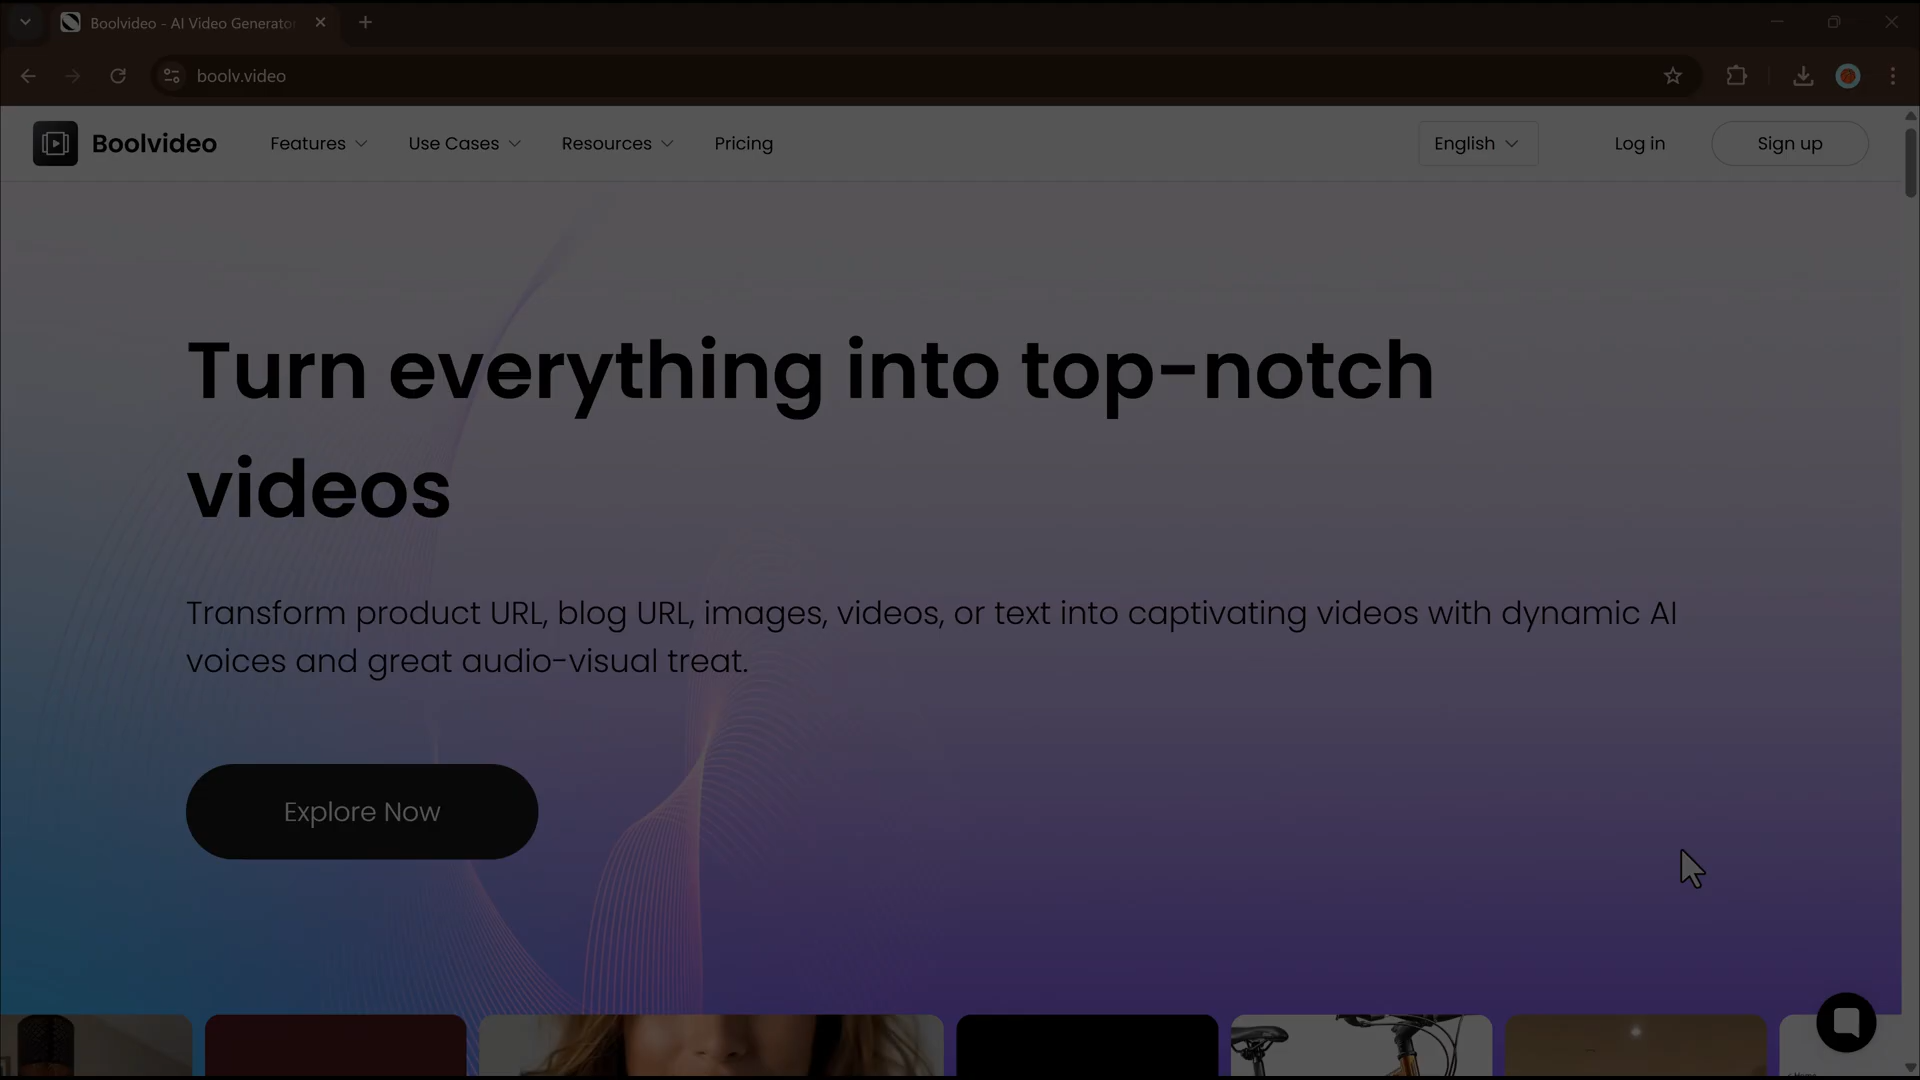 Boolvideo - AI Video Generato
boolv.video
Boolvideo
Features
Use Cases
Resources
Pricing
English
Log in
Sign up
Turn everything into top-notch
videos
Transform product URL, blog URL, images, videos, or text into captivating videos with dynamic AI
voices and great audio-visual treat.
Explore Now